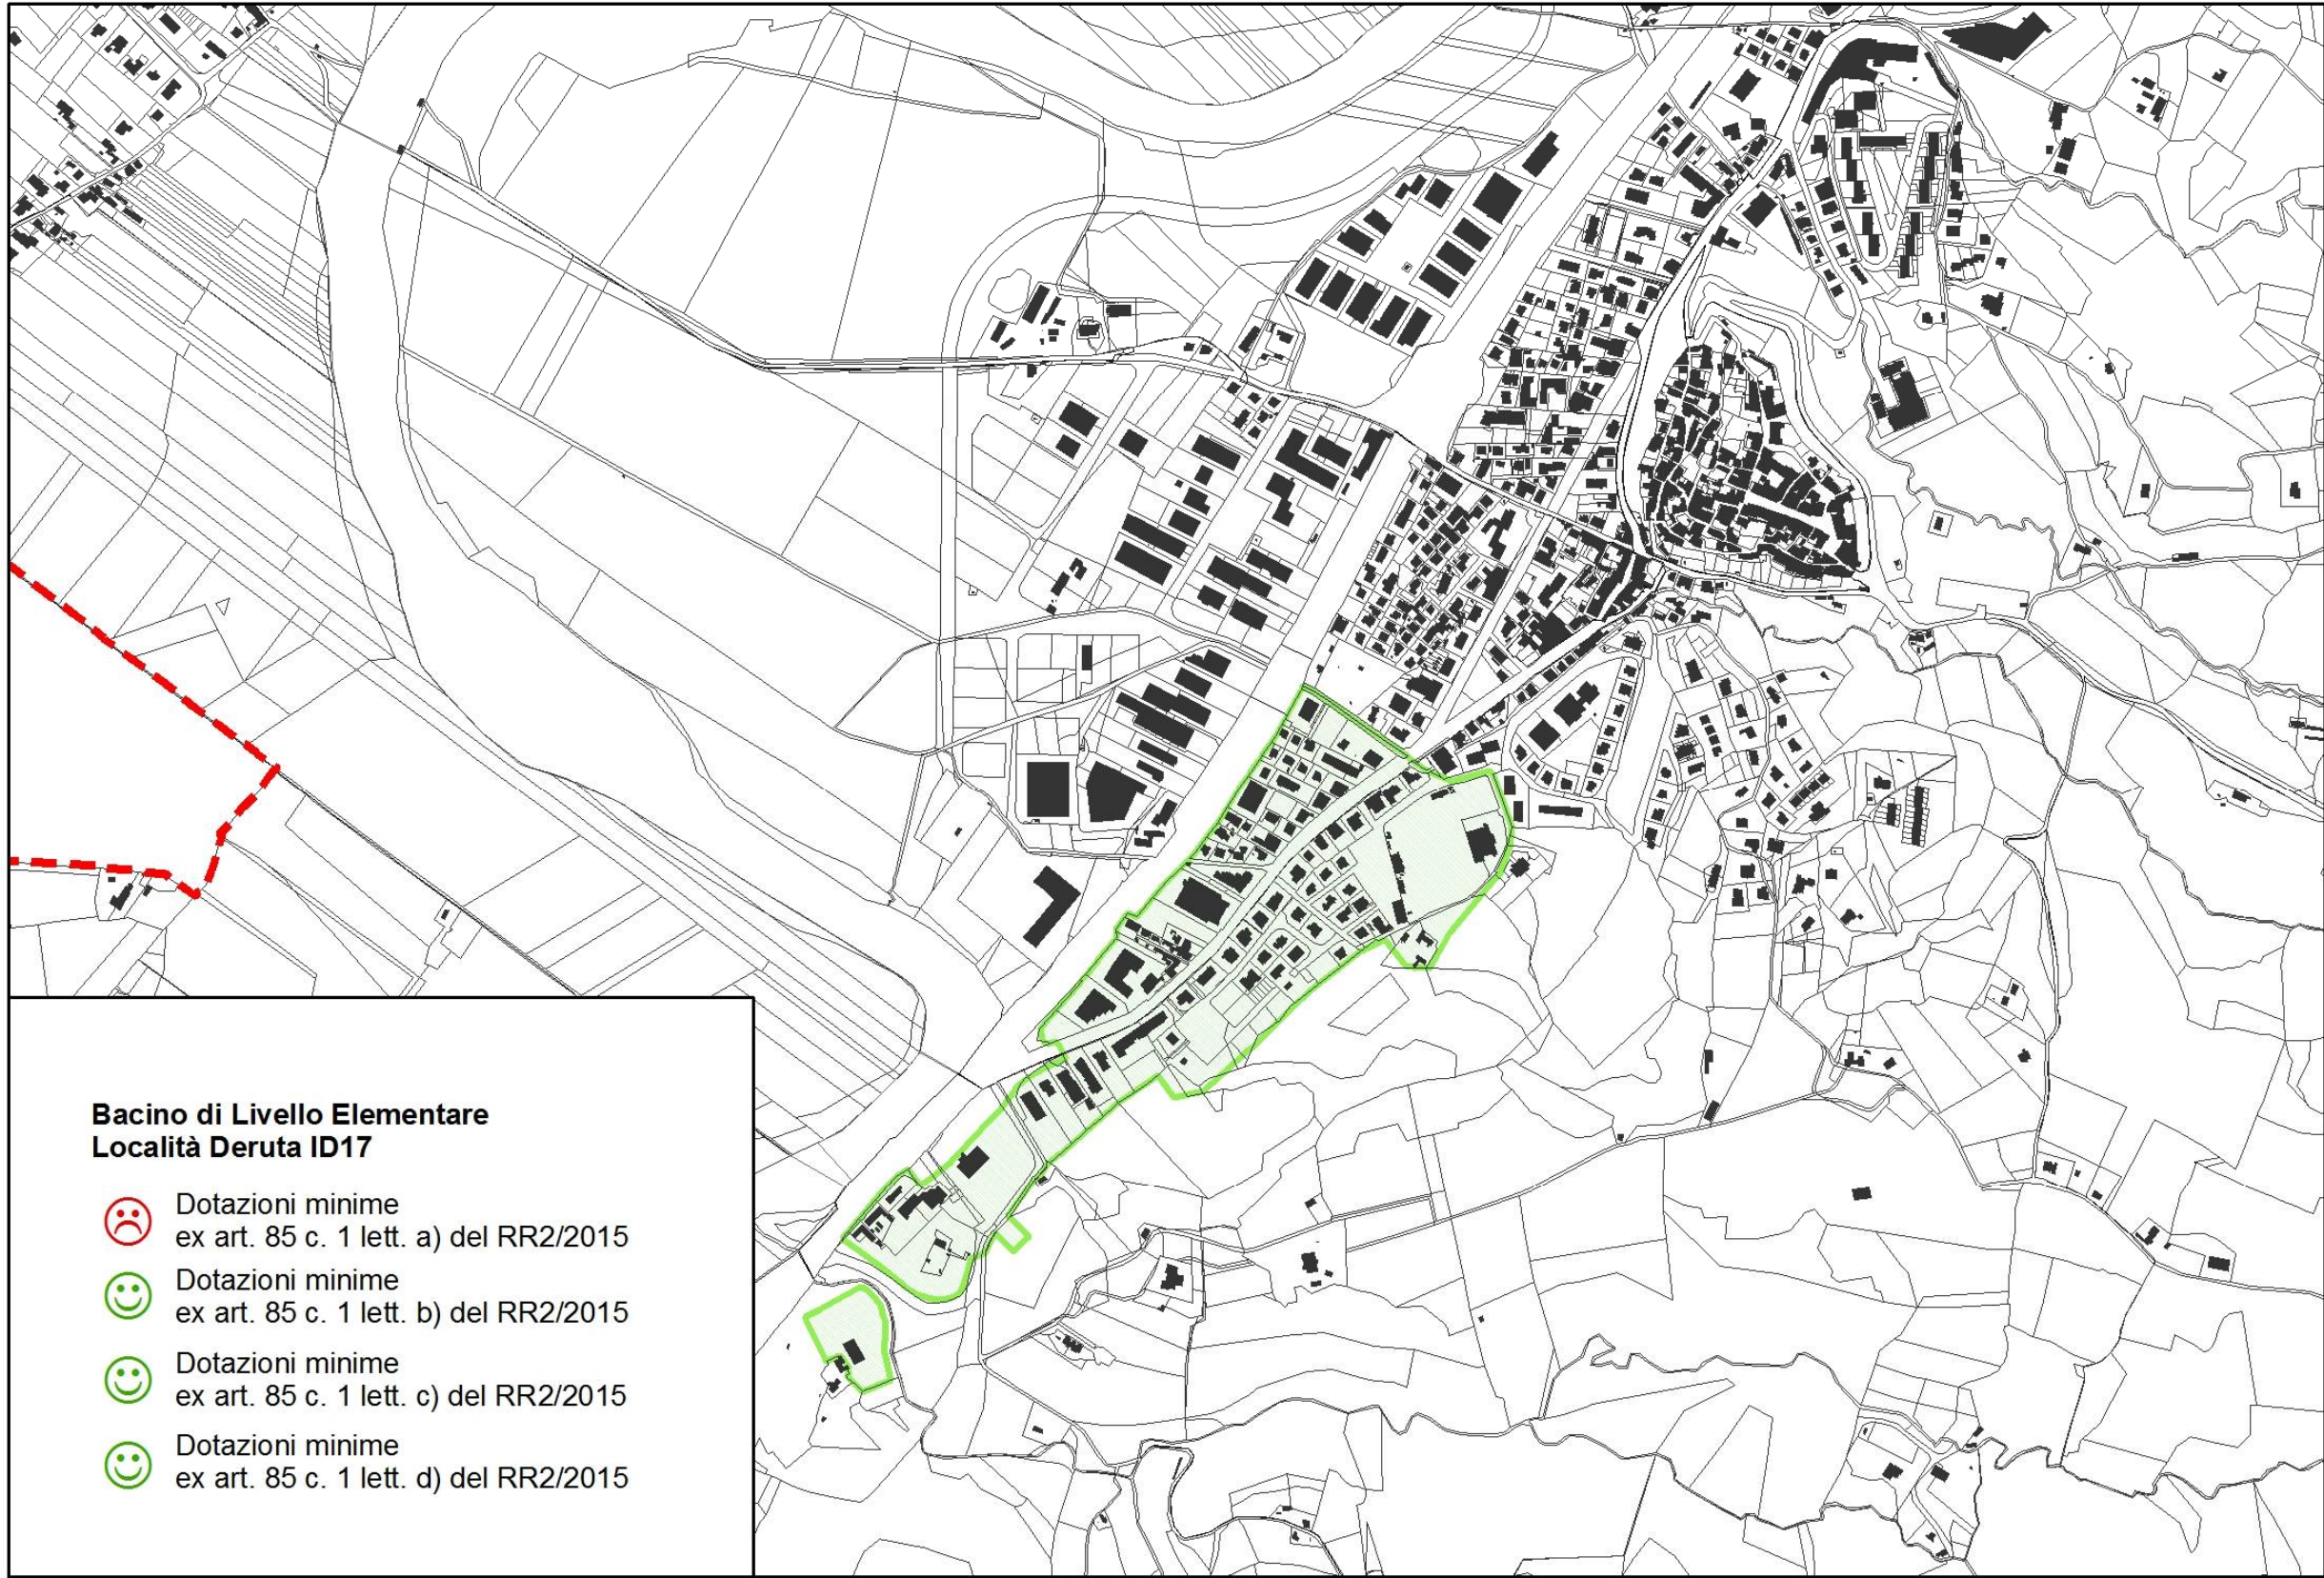 Bacino di Livello Elementare
Località Deruta ID17
Dotazioni minime
ex art. 85 c. 1 lett. a) del RR2/2015
Dotazioni minime
ex art. 85 c. 1 lett. b) del RR2/2015
Dotazioni minime
ex art. 85 c. 1 lett. c) del RR2/2015
Dotazioni minime
ex art. 85 c. 1 lett. d) del RR2/2015